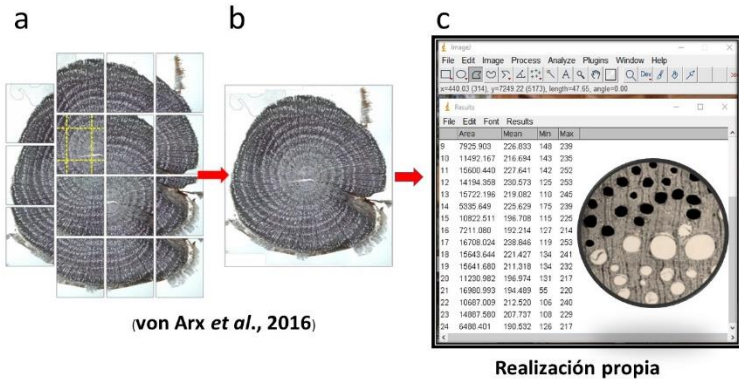 a
b
c
ImageJ
File Edit Image Process Analyze Plugins Window Help
Dev
x=440.03 (314), y=7249.22 (5173), length=47.65, angle=0.00
Results
File Edit Font Results
Area Mean Min Max
9 7925.903 226.833 148 239
10 11492.167 216.694 143 235
11 15600.440 227.641 142 252
12 14194.358 230.573 125 253
13 15722.196 219.082 110 245
14 5335.649 225.629 175 239
15 10822.511 196.708 115 225
16 7211.080 192.214 127 214
17 16708.024 238.846 119 253
18 15643.644 221.427 134 241
19 15641.680 211.318 134 232
20 11230.982 196.974 131 217
21 16980.993 194.489 55 220
22 10687.009 212.520 106 240
23 14887.580 207.737 108 229
24 6488.401 190.532 126 217
(von Arx et al., 2016)
Realización propia